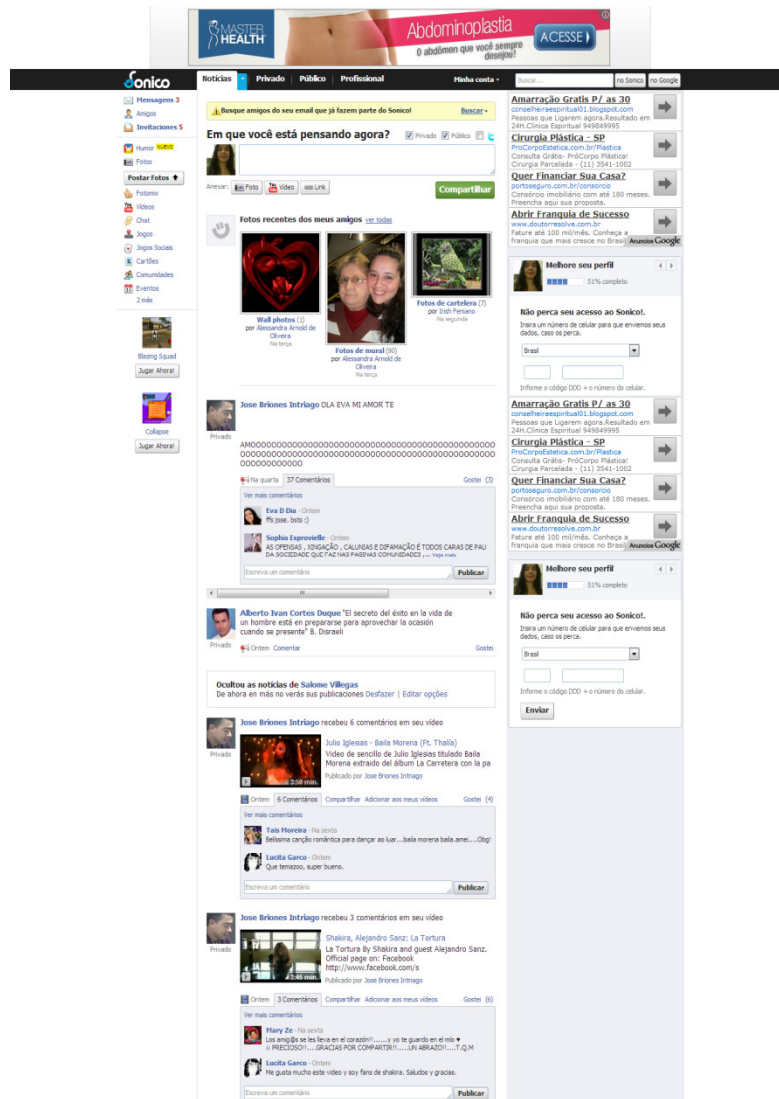 MASTER HEALTH
Abdominoplastia
O abdômen que você sempre desejou!
ACESSE
Sonico
Notícias
Privado
Público
Profissional
Minha conta
Buscar...
no Sonico
no Google
Mensagens 3
Amigos
Invitaciones 5
Humor NUEVO
Fotos
Postar Fotos
Fotomix
Vídeos
Chat
Jogos
Jogos Sociais
Cartões
Comunidades
Eventos
2 más
Blazing Squad
Jugar Ahora!
Collapse
Jugar Ahora!
Busque amigos do seu email que já fazem parte do Sonico!
Buscar
Em que você está pensando agora?
Privado
Público
Anexar:
Foto
Vídeo
Link
Compartilhar
Fotos recentes dos meus amigos ver todas
Wall photos (1)
por Alessandra Arnold de
Oliveira
Na terça
Fotos de mural (90)
por Alessandra Arnold de
Oliveira
Na terça
Fotos de cartelera (7)
por Irish Feniano
Na segunda
Jose Briones Intriago OLA EVA MI AMOR TE
Privado
Na quarta 37 Comentários
Gostei (3)
Ver mais comentários
Eva D Dia - Ontem
ffs jose. bsts :)
Sophia Esprovielle - Ontem
AS OFENSAS , XINGAÇÃO , CALUNIAS E DIFAMAÇÃO É TODOS CARAS DE PAU
DA SOCIEDADE QUE FAZ NAS PAGINAS COMUNIDADES , ... Veja mais
Escreva um comentário
Publicar
Alberto Ivan Cortes Duque "El secreto del éxito en la vida de
un hombre está en prepararse para aprovechar la ocasión
cuando se presente" B. Disraeli
Privado
Ontem Comentar
Gostei
Ocultou as notícias de Salome Villegas
De ahora en más no verás sus publicaciones Desfazer | Editar opções
Jose Briones Intriago recebeu 6 comentários em seu vídeo
Privado
3:50 min.
Julio Iglesias - Baila Morena (Ft. Thalía)
Video de sencillo de Julio Iglesias titulado Baila
Morena extraido del álbum La Carretera con la pa
Publicado por Jose Briones Intriago
Ontem 6 Comentários Compartilhar Adicionar aos meus vídeos
Gostei (4)
Ver mais comentários
Tais Moreira - Na sexta
Belissima canção romântica para dançar ao luar...baila morena baila.amei....Obg!
Lucita Garco - Ontem
Que temazoo, super bueno.
Escreva um comentário
Publicar
Jose Briones Intriago recebeu 3 comentários em seu vídeo
Privado
3:45 min.
Shakira, Alejandro Sanz: La Tortura
La Tortura By Shakira and guest Alejandro Sanz.
Official page on: Facebook
http://www.facebook.com/s
Publicado por Jose Briones Intriago
Ontem 3 Comentários Compartilhar Adicionar aos meus vídeos
Gostei (6)
Ver mais comentários
Mary Ze - Na sexta
Los amig@s se les lleva en el corazón!!......y yo te guardo en el mío ♥
PRECIOSO!!....GRACIAS POR COMPARTIR!!.....UN ABRAZO!!....T.Q.M
Lucita Garco - Ontem
Me gusta mucho este video y soy fans de shakira. Saludos y gracias.
Escreva um comentário
Publicar
Amarração Gratis P/ as 30
conselheiraespiritual01.blogspot.com
Pessoas que Ligarem agora.Resultado em
24H.Clinica Espiritual 949849995
Cirurgia Plástica - SP
ProCorpoEstetica.com.br/Plastica
Consulta Grátis- PróCorpo Plástica!
Cirurgia Parcelada - (11) 3541-1002
Quer Financiar Sua Casa?
portoseguro.com.br/consorcio
Consórcio imobiliário com até 180 meses.
Preencha aqui sua proposta.
Abrir Franquia de Sucesso
www.doutorresolve.com.br
Fature até 100 mil/mês. Conheça a
franquia que mais cresce no Brasil
Anuncios Google
Melhore seu perfil
51% completo
Não perca seu acesso ao Sonico!.
Insira um número de celular para que enviemos seus
dados, caso os perca.
Brasil
Informe o código DDD + o número do celular.
Amarração Gratis P/ as 30
conselheiraespiritual01.blogspot.com
Pessoas que Ligarem agora.Resultado em
24H.Clinica Espiritual 949849995
Cirurgia Plástica - SP
ProCorpoEstetica.com.br/Plastica
Consulta Grátis- PróCorpo Plástica!
Cirurgia Parcelada - (11) 3541-1002
Quer Financiar Sua Casa?
portoseguro.com.br/consorcio
Consórcio imobiliário com até 180 meses.
Preencha aqui sua proposta.
Abrir Franquia de Sucesso
www.doutorresolve.com.br
Fature até 100 mil/mês. Conheça a
franquia que mais cresce no Brasil
Anuncios Google
Melhore seu perfil
51% completo
Não perca seu acesso ao Sonico!.
Insira um número de celular para que enviemos seus
dados, caso os perca.
Brasil
Informe o código DDD + o número do celular.
Enviar